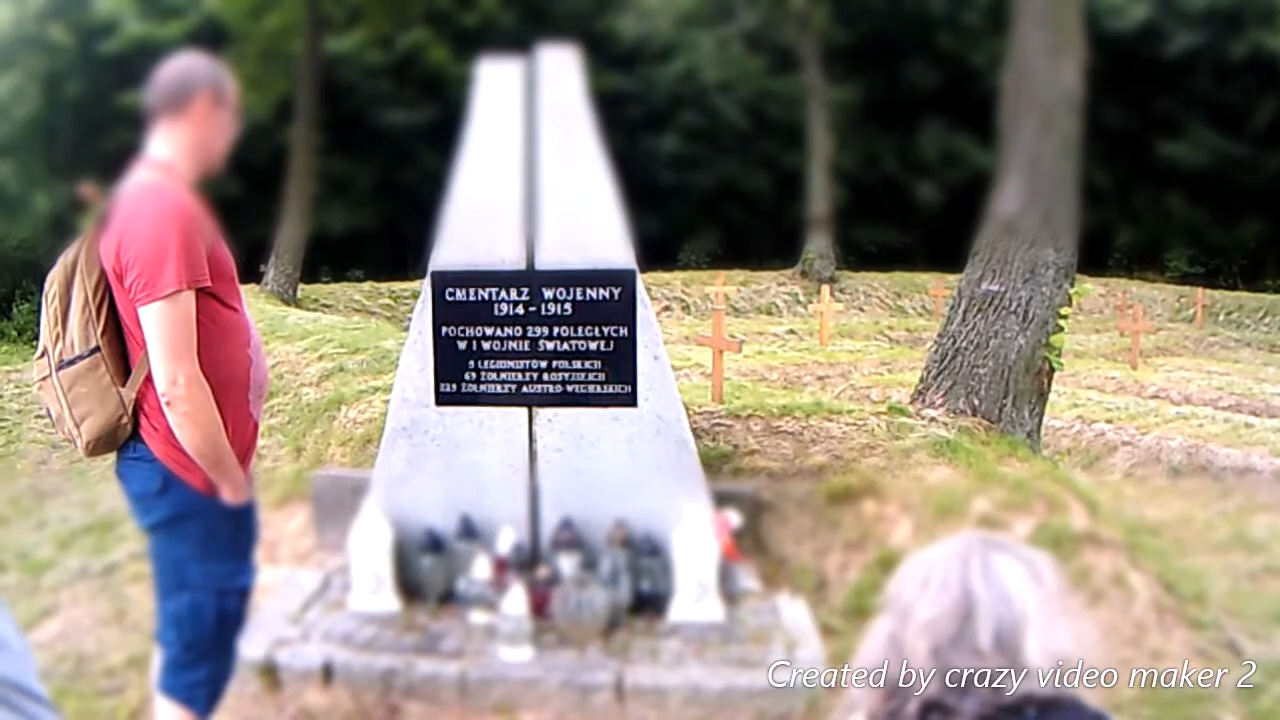 CMENTARZ WOJENNY
1914 - 1915
POCHOWANO 299 POLEGŁYCH
W I WOJNIE ŚWIATOWEJ
5 LEGIONISTÓW POLSKICH
69 ŻOŁNIERZY ROSYJSKICH
225 ŻOŁNIERZY AUSTRO-WĘGIERSKICH
Created by crazy video maker 2